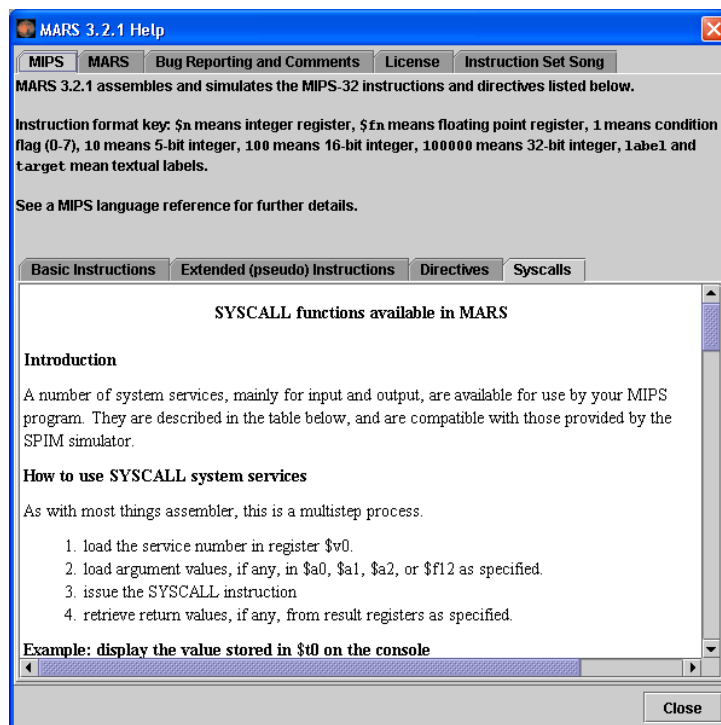 MARS 3.2.1 Help
MIPS MARS Bug Reporting and Comments License Instruction Set Song
MARS 3.2.1 assembles and simulates the MIPS-32 instructions and directives listed below.
Instruction format key: $n means integer register, $fn means floating point register, 1 means condition
flag (0-7), 10 means 5-bit integer, 100 means 16-bit integer, 100000 means 32-bit integer, label and
target mean textual labels.
See a MIPS language reference for further details.
Basic Instructions Extended (pseudo) Instructions Directives Syscalls
SYSCALL functions available in MARS
Introduction
A number of system services, mainly for input and output, are available for use by your MIPS
program. They are described in the table below, and are compatible with those provided by the
SPIM simulator.
How to use SYSCALL system services
As with most things assembler, this is a multistep process.
1. load the service number in register $v0.
2. load argument values, if any, in $a0, $a1, $a2, or $f12 as specified.
3. issue the SYSCALL instruction
4. retrieve return values, if any, from result registers as specified.
Example: display the value stored in $t0 on the console
Close